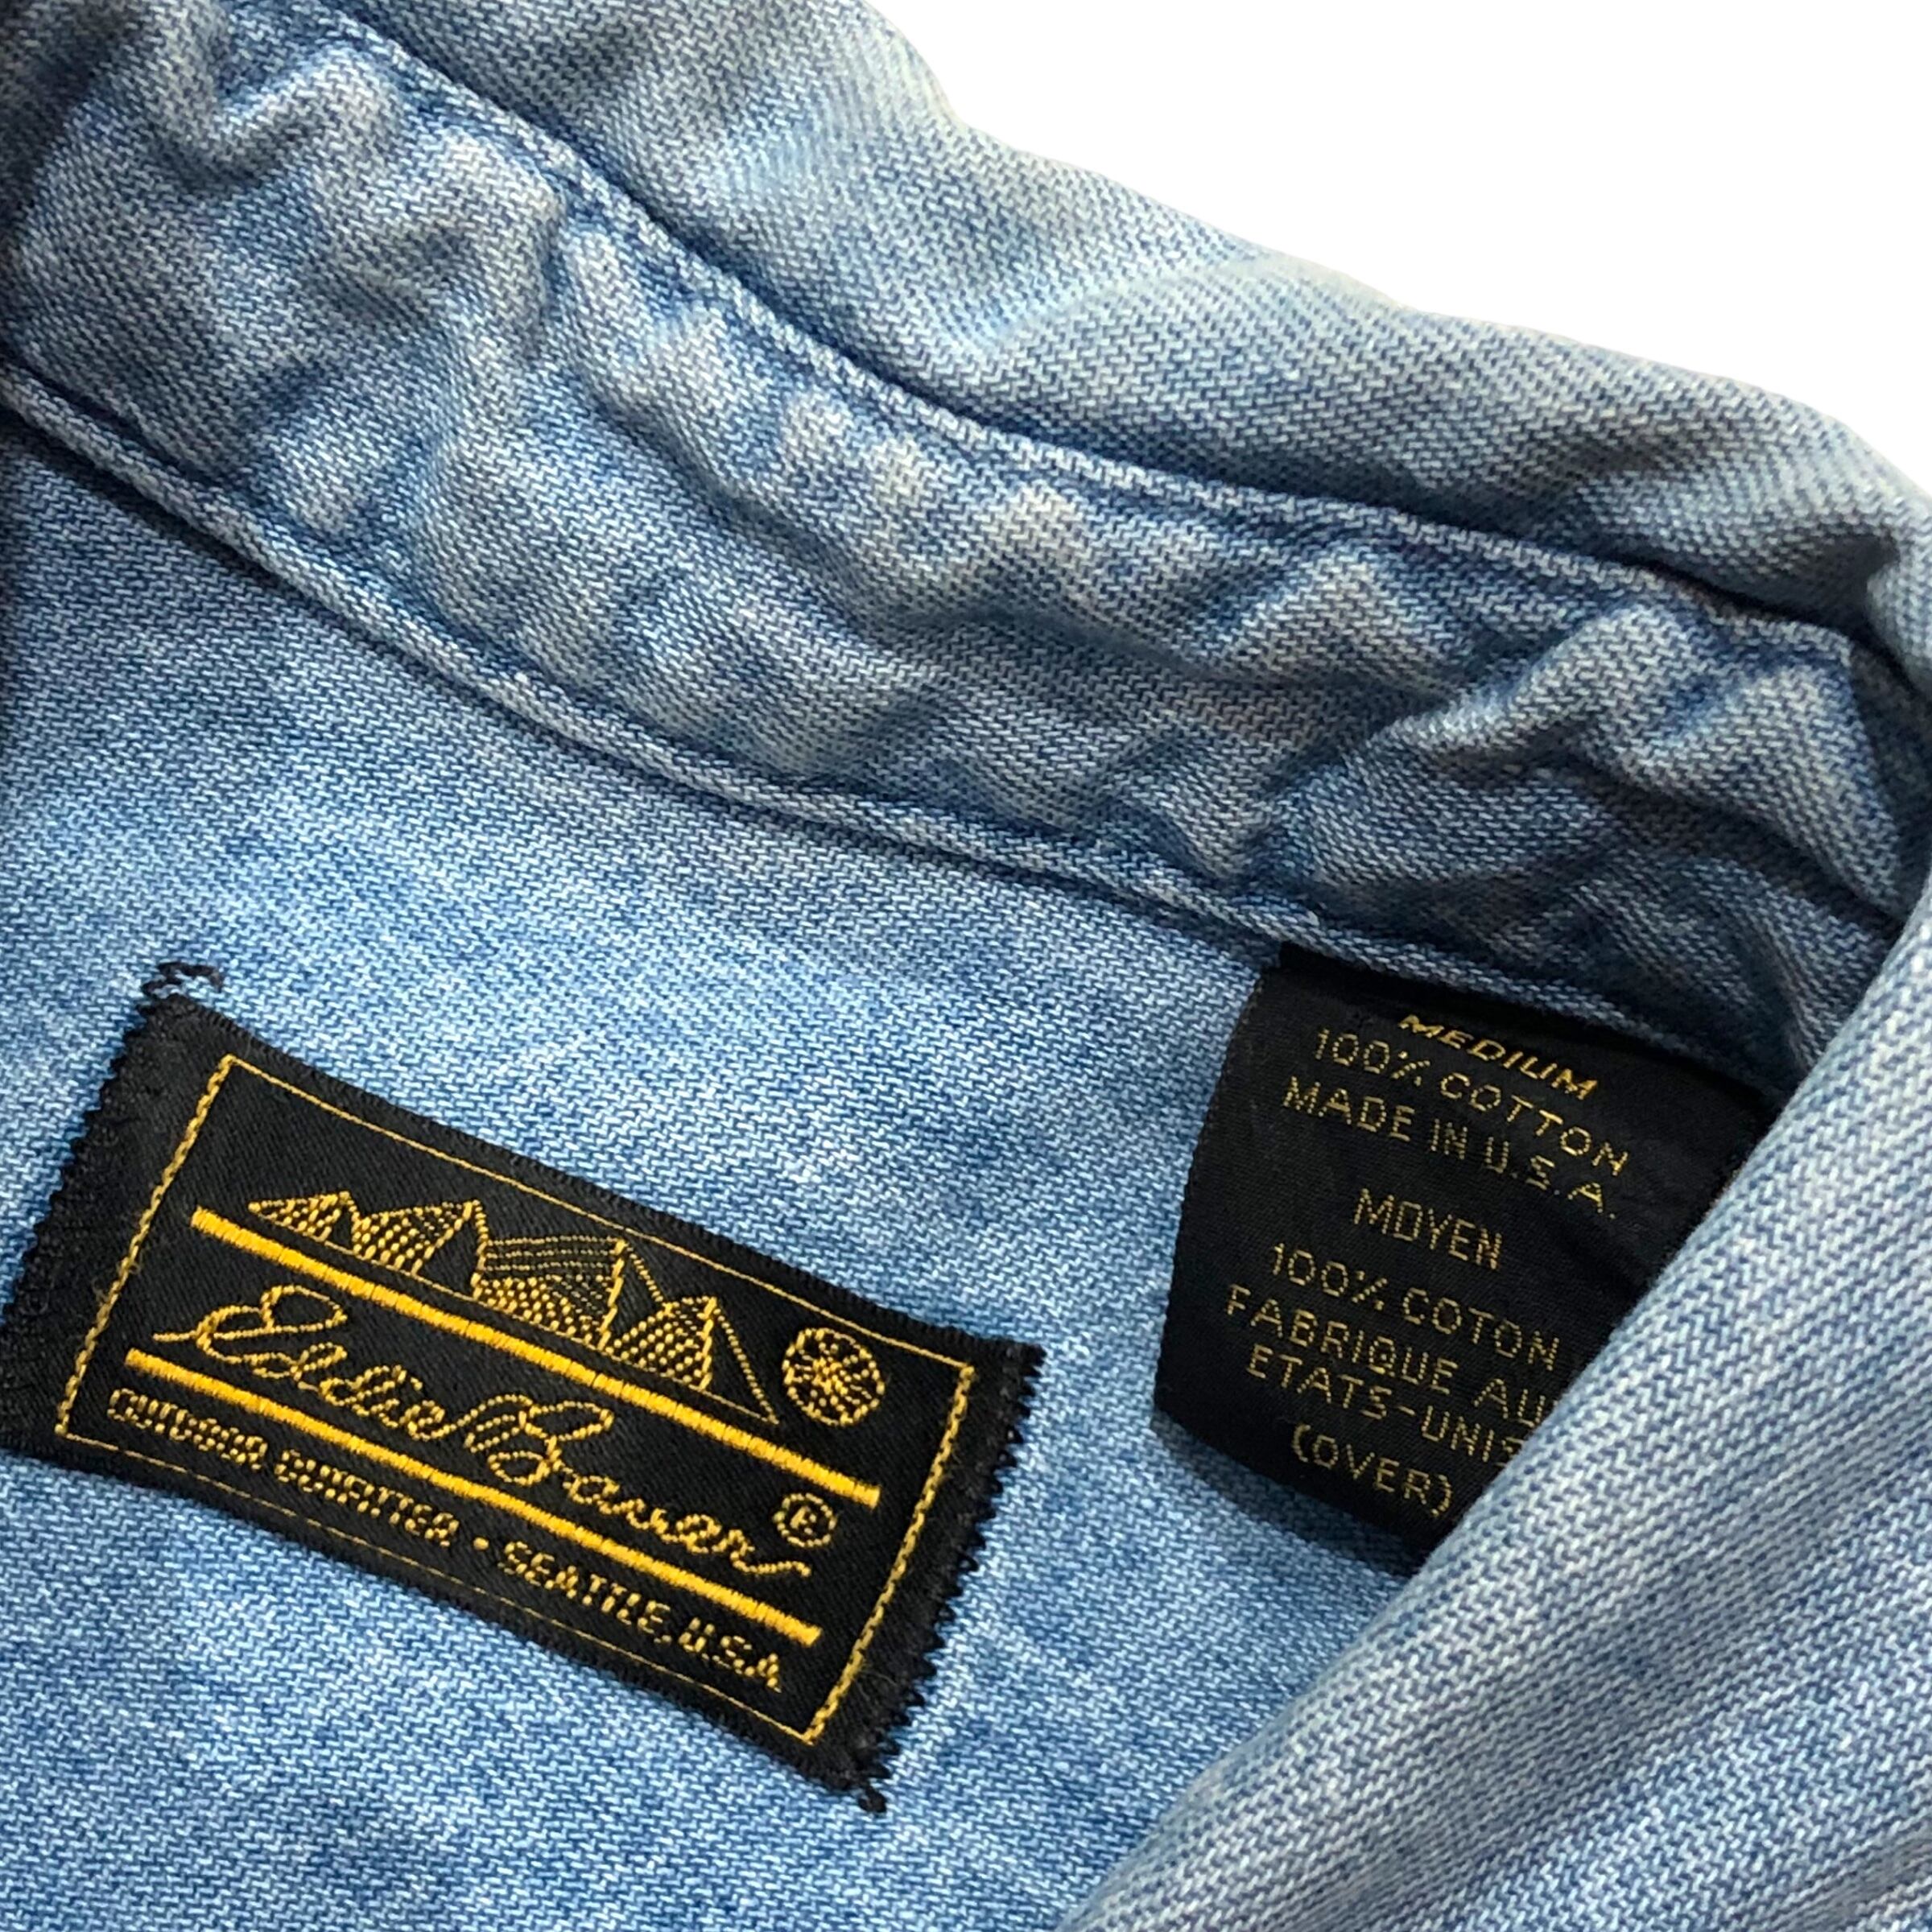 Eddie Bauer ®
OUTDOOR OUTFITTER • SEATTLE, U.S.A
MEDIUM
100% COTTON
MADE IN U.S.A.
MOYEN
100% COTON
FABRIQUE AU
ETATS-UNIS
(OVER)